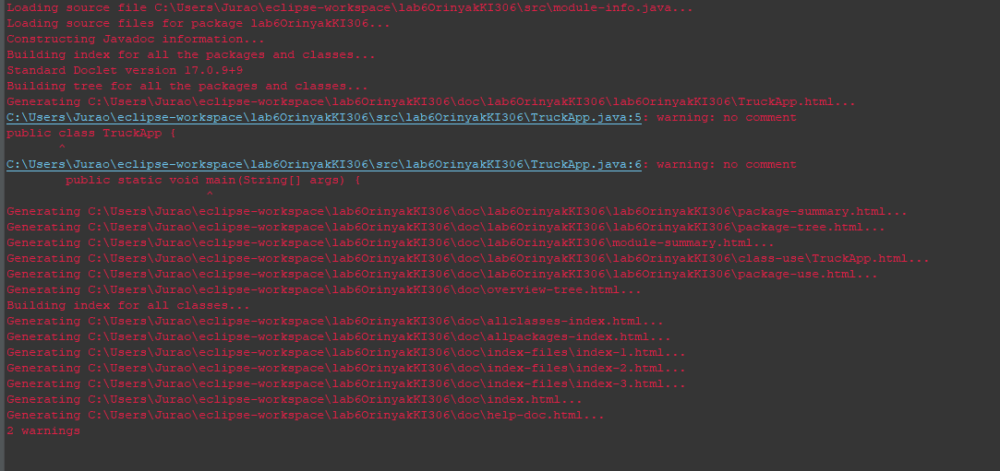 Loading source file C:\Users\Jurao\eclipse-workspace\lab6OrinyakKI306\src\module-info.java...
Loading source files for package lab6OrinyakKI306...
Constructing Javadoc information...
Building index for all the packages and classes...
Standard Doclet version 17.0.9+9
Building tree for all the packages and classes...
Generating C:\Users\Jurao\eclipse-workspace\lab6OrinyakKI306\doc\lab6OrinyakKI306\lab6OrinyakKI306\TruckApp.html...
C:\Users\Jurao\eclipse-workspace\lab6OrinyakKI306\src\lab6OrinyakKI306\TruckApp.java:5: warning: no comment
public class TruckApp {
       ^
C:\Users\Jurao\eclipse-workspace\lab6OrinyakKI306\src\lab6OrinyakKI306\TruckApp.java:6: warning: no comment
        public static void main(String[] args) {
                           ^
Generating C:\Users\Jurao\eclipse-workspace\lab6OrinyakKI306\doc\lab6OrinyakKI306\lab6OrinyakKI306\package-summary.html...
Generating C:\Users\Jurao\eclipse-workspace\lab6OrinyakKI306\doc\lab6OrinyakKI306\lab6OrinyakKI306\package-tree.html...
Generating C:\Users\Jurao\eclipse-workspace\lab6OrinyakKI306\doc\lab6OrinyakKI306\module-summary.html...
Generating C:\Users\Jurao\eclipse-workspace\lab6OrinyakKI306\doc\lab6OrinyakKI306\lab6OrinyakKI306\class-use\TruckApp.html...
Generating C:\Users\Jurao\eclipse-workspace\lab6OrinyakKI306\doc\lab6OrinyakKI306\lab6OrinyakKI306\package-use.html...
Generating C:\Users\Jurao\eclipse-workspace\lab6OrinyakKI306\doc\overview-tree.html...
Building index for all classes...
Generating C:\Users\Jurao\eclipse-workspace\lab6OrinyakKI306\doc\allclasses-index.html...
Generating C:\Users\Jurao\eclipse-workspace\lab6OrinyakKI306\doc\allpackages-index.html...
Generating C:\Users\Jurao\eclipse-workspace\lab6OrinyakKI306\doc\index-files\index-1.html...
Generating C:\Users\Jurao\eclipse-workspace\lab6OrinyakKI306\doc\index-files\index-2.html...
Generating C:\Users\Jurao\eclipse-workspace\lab6OrinyakKI306\doc\index-files\index-3.html...
Generating C:\Users\Jurao\eclipse-workspace\lab6OrinyakKI306\doc\index.html...
Generating C:\Users\Jurao\eclipse-workspace\lab6OrinyakKI306\doc\help-doc.html...
2 warnings